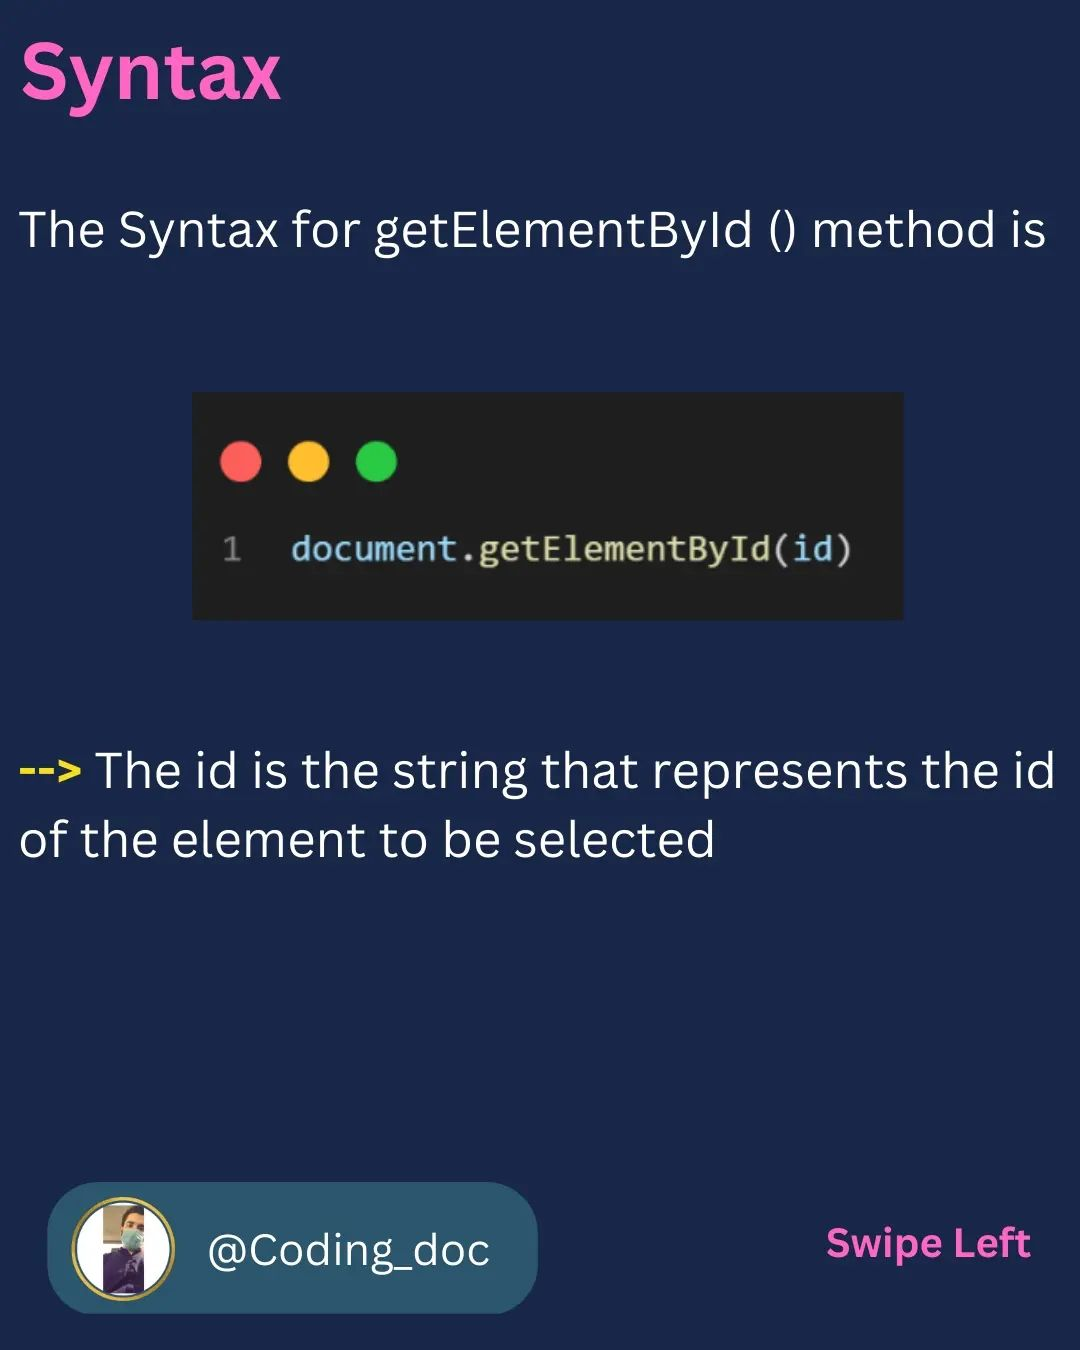 Syntax
The Syntax for getElementById () method is
1 document.getElementById(id)
--> The id is the string that represents the id
of the element to be selected
@Coding_doc
Swipe Left